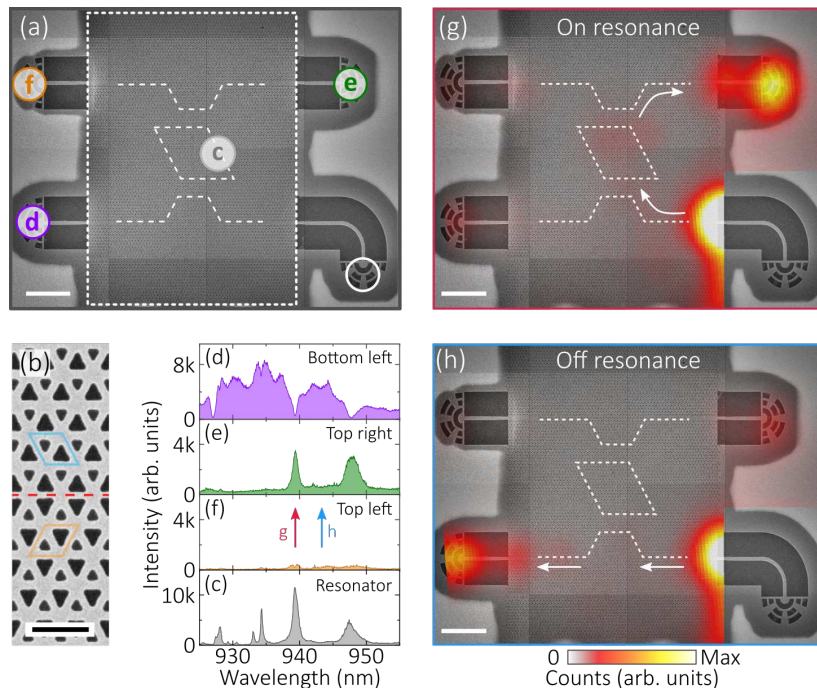 (a)
f
e
c
d
(g) On resonance
(b)
(d) Bottom left
8k
0
(e) Top right
4k
0
(f) Top left
4k
g
h
0
(c) Resonator
10k
0
Intensity (arb. units)
930 940 950
Wavelength (nm)
(h) Off resonance
0 Max
Counts (arb. units)